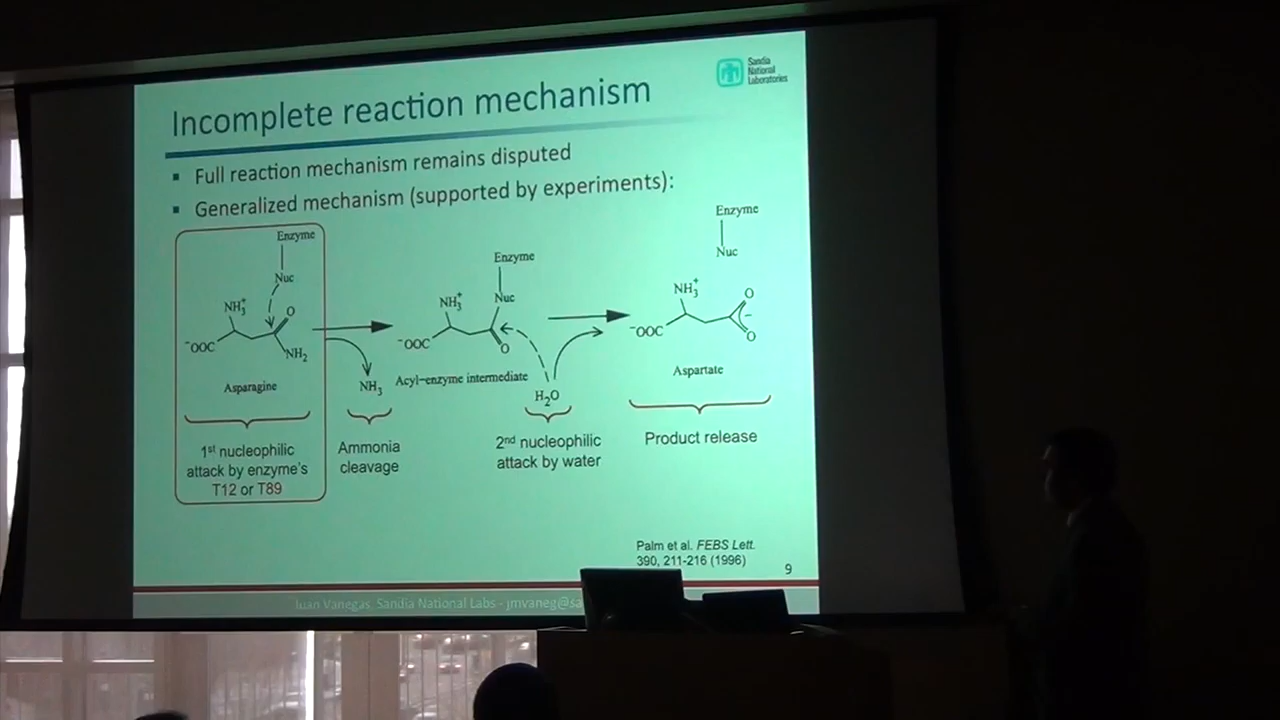 Sandia
National
Laboratories
Incomplete reaction mechanism
Full reaction mechanism remains disputed
Generalized mechanism (supported by experiments):
Enzyme
Nuc
NH₃⁺
O
⁻OOC
NH₂
Asparagine
1st nucleophilic
attack by enzyme's
T12 or T89
NH₃
Ammonia
cleavage
Enzyme
Nuc
NH₃⁺
⁻OOC
O
Acyl-enzyme intermediate
H₂O
2nd nucleophilic
attack by water
Enzyme
Nuc
NH₃⁺
O
⁻OOC
-
O
Aspartate
Product release
Palm et al. FEBS Lett.
390, 211-216 (1996)
9
Juan Vanegas, Sandia National Labs - jmvaneg@sa